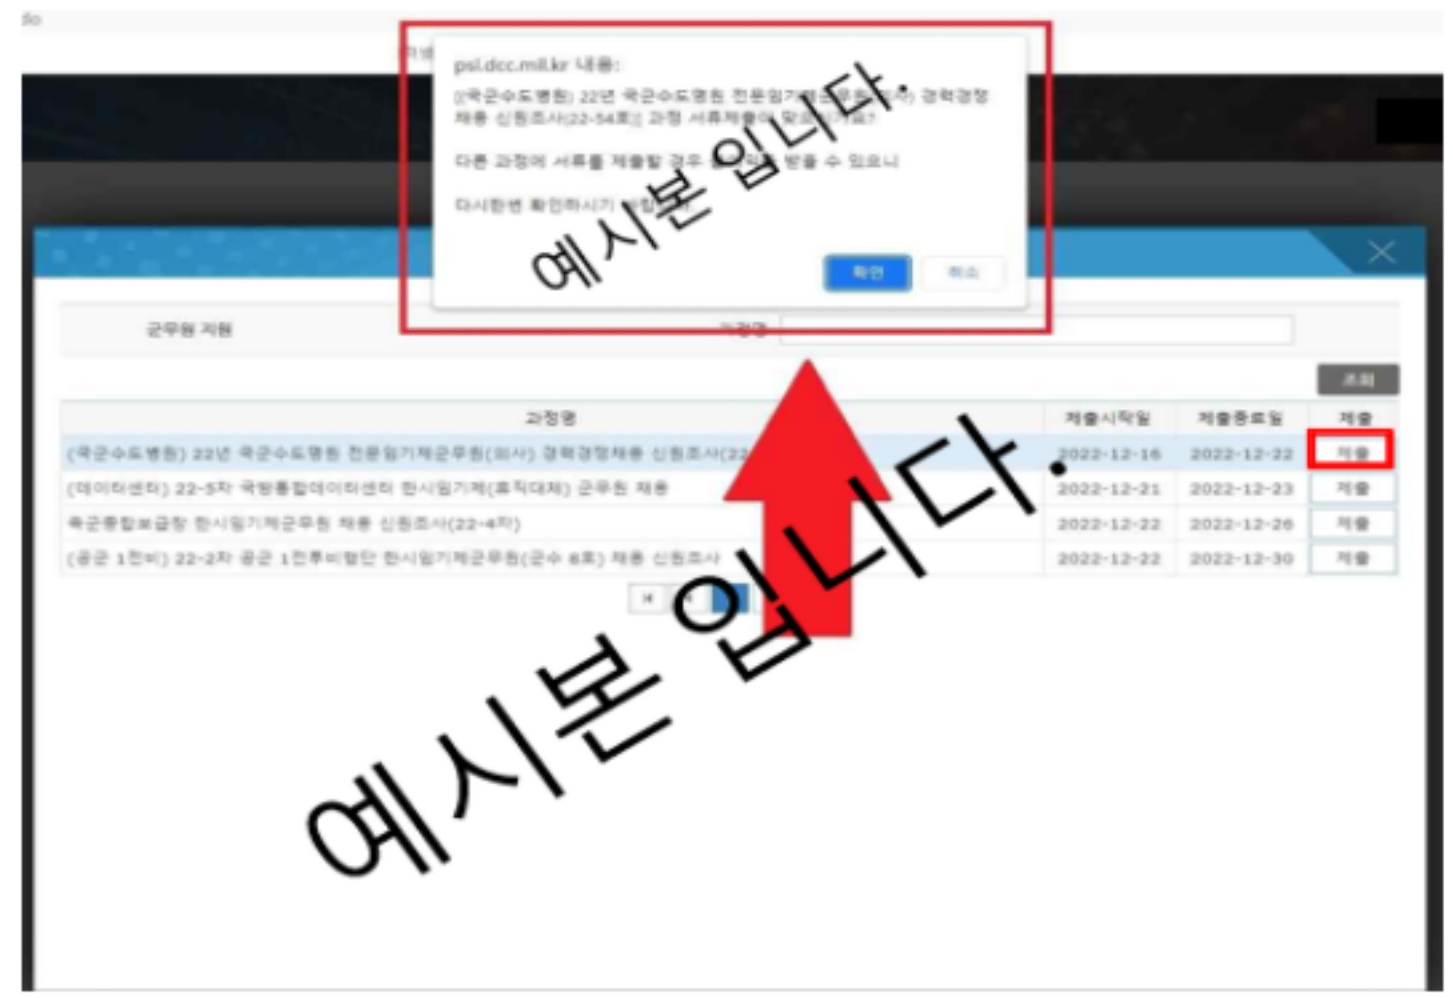 do
psl.dcc.mil.kr 내용:
[(국군수도병원) 22년 국군수도병원 전문임기제군무원(의사) 경력경쟁
채용 신원조사(22-54호)] 과정 서류제출이 맞으신가요?
다른 과정에 서류를 제출할 경우 받을 수 있으니
다시한번 확인하시기
확인 취소
예시본 입니다.
군무원 지원 과정명
조회
과정명 제출시작일 제출종료일 제출
(국군수도병원) 22년 국군수도병원 전문임기제군무원(의사) 경력경쟁채용 신원조사(22 2022-12-16 2022-12-22 제출
(데이터센터) 22-5차 국방통합데이터센터 한시임기제(휴직대체) 군무원 채용 2022-12-21 2022-12-23 제출
육군종합보급창 한시임기제군무원 채용 신원조사(22-4차) 2022-12-22 2022-12-26 제출
(공군 1전비) 22-2차 공군 1전투비행단 한시임기제군무원(군수 8호) 채용 신원조사 2022-12-22 2022-12-30 제출
예시본 입니다.